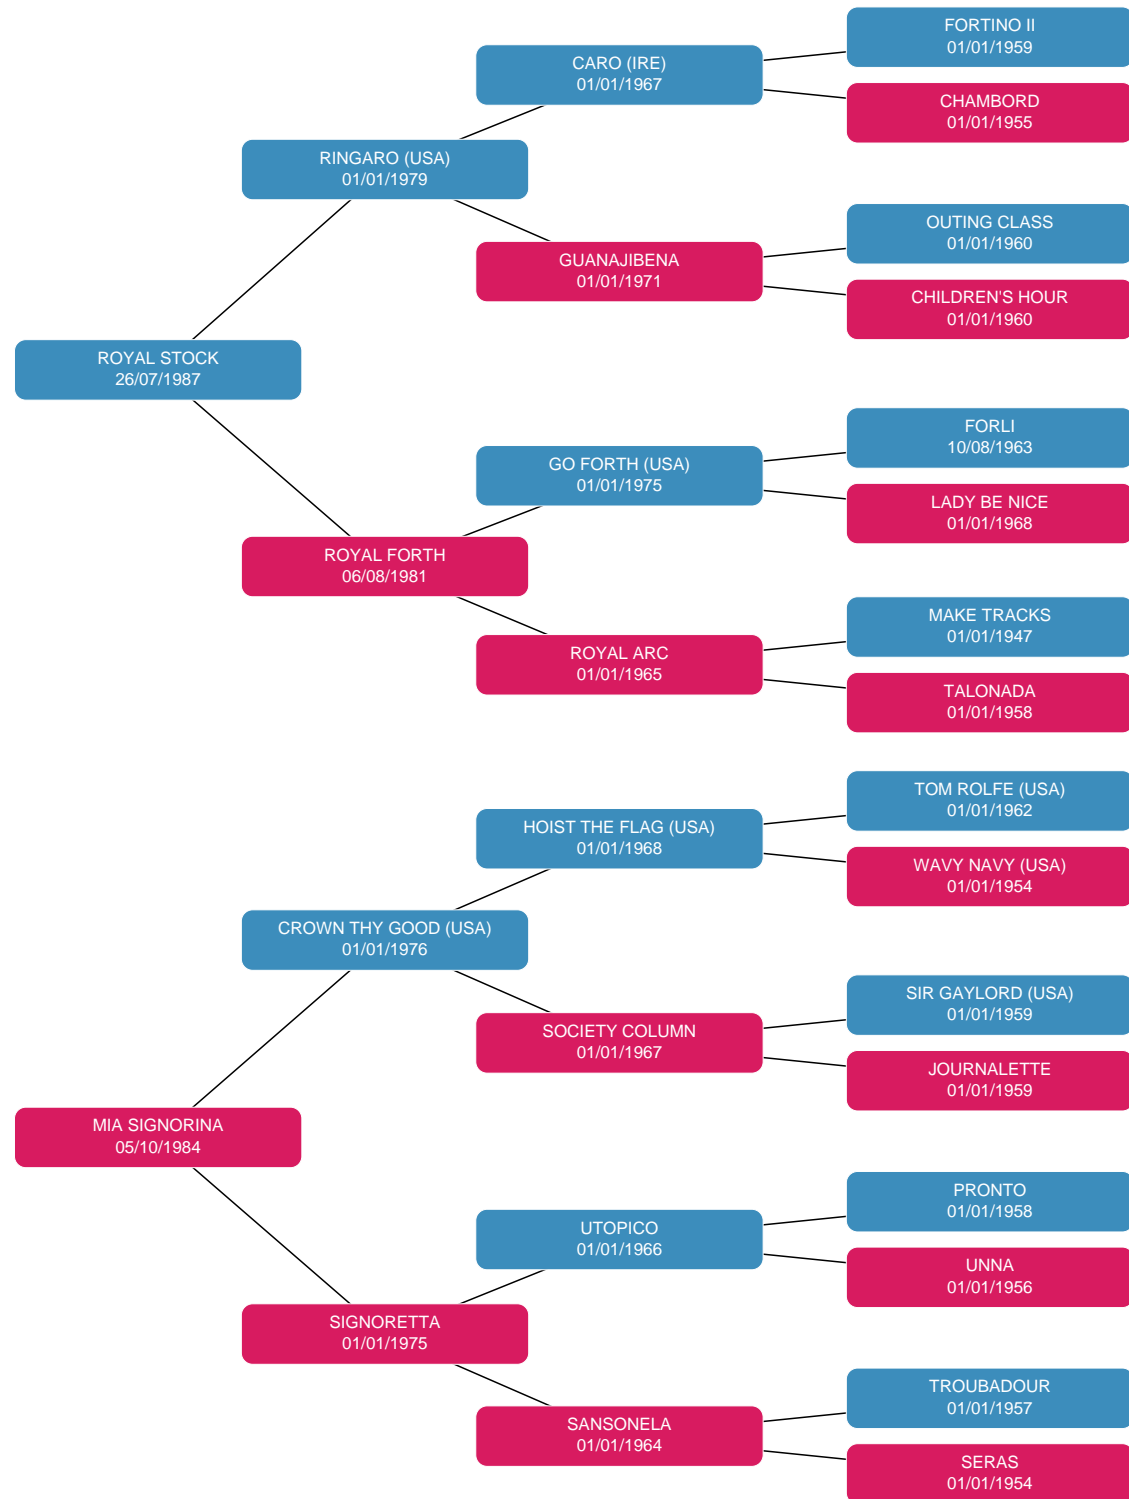 FORTINO II
01/01/1959
CARO (IRE)
01/01/1967
CHAMBORD
01/01/1955
RINGARO (USA)
01/01/1979
OUTING CLASS
01/01/1960
GUANAJIBENA
01/01/1971
CHILDREN'S HOUR
01/01/1960
ROYAL STOCK
26/07/1987
FORLI
10/08/1963
GO FORTH (USA)
01/01/1975
LADY BE NICE
01/01/1968
ROYAL FORTH
06/08/1981
MAKE TRACKS
01/01/1947
ROYAL ARC
01/01/1965
TALONADA
01/01/1958
TOM ROLFE (USA)
01/01/1962
HOIST THE FLAG (USA)
01/01/1968
WAVY NAVY (USA)
01/01/1954
CROWN THY GOOD (USA)
01/01/1976
SIR GAYLORD (USA)
01/01/1959
SOCIETY COLUMN
01/01/1967
JOURNALETTE
01/01/1959
MIA SIGNORINA
05/10/1984
PRONTO
01/01/1958
UTOPICO
01/01/1966
UNNA
01/01/1956
SIGNORETTA
01/01/1975
TROUBADOUR
01/01/1957
SANSONELA
01/01/1964
SERAS
01/01/1954